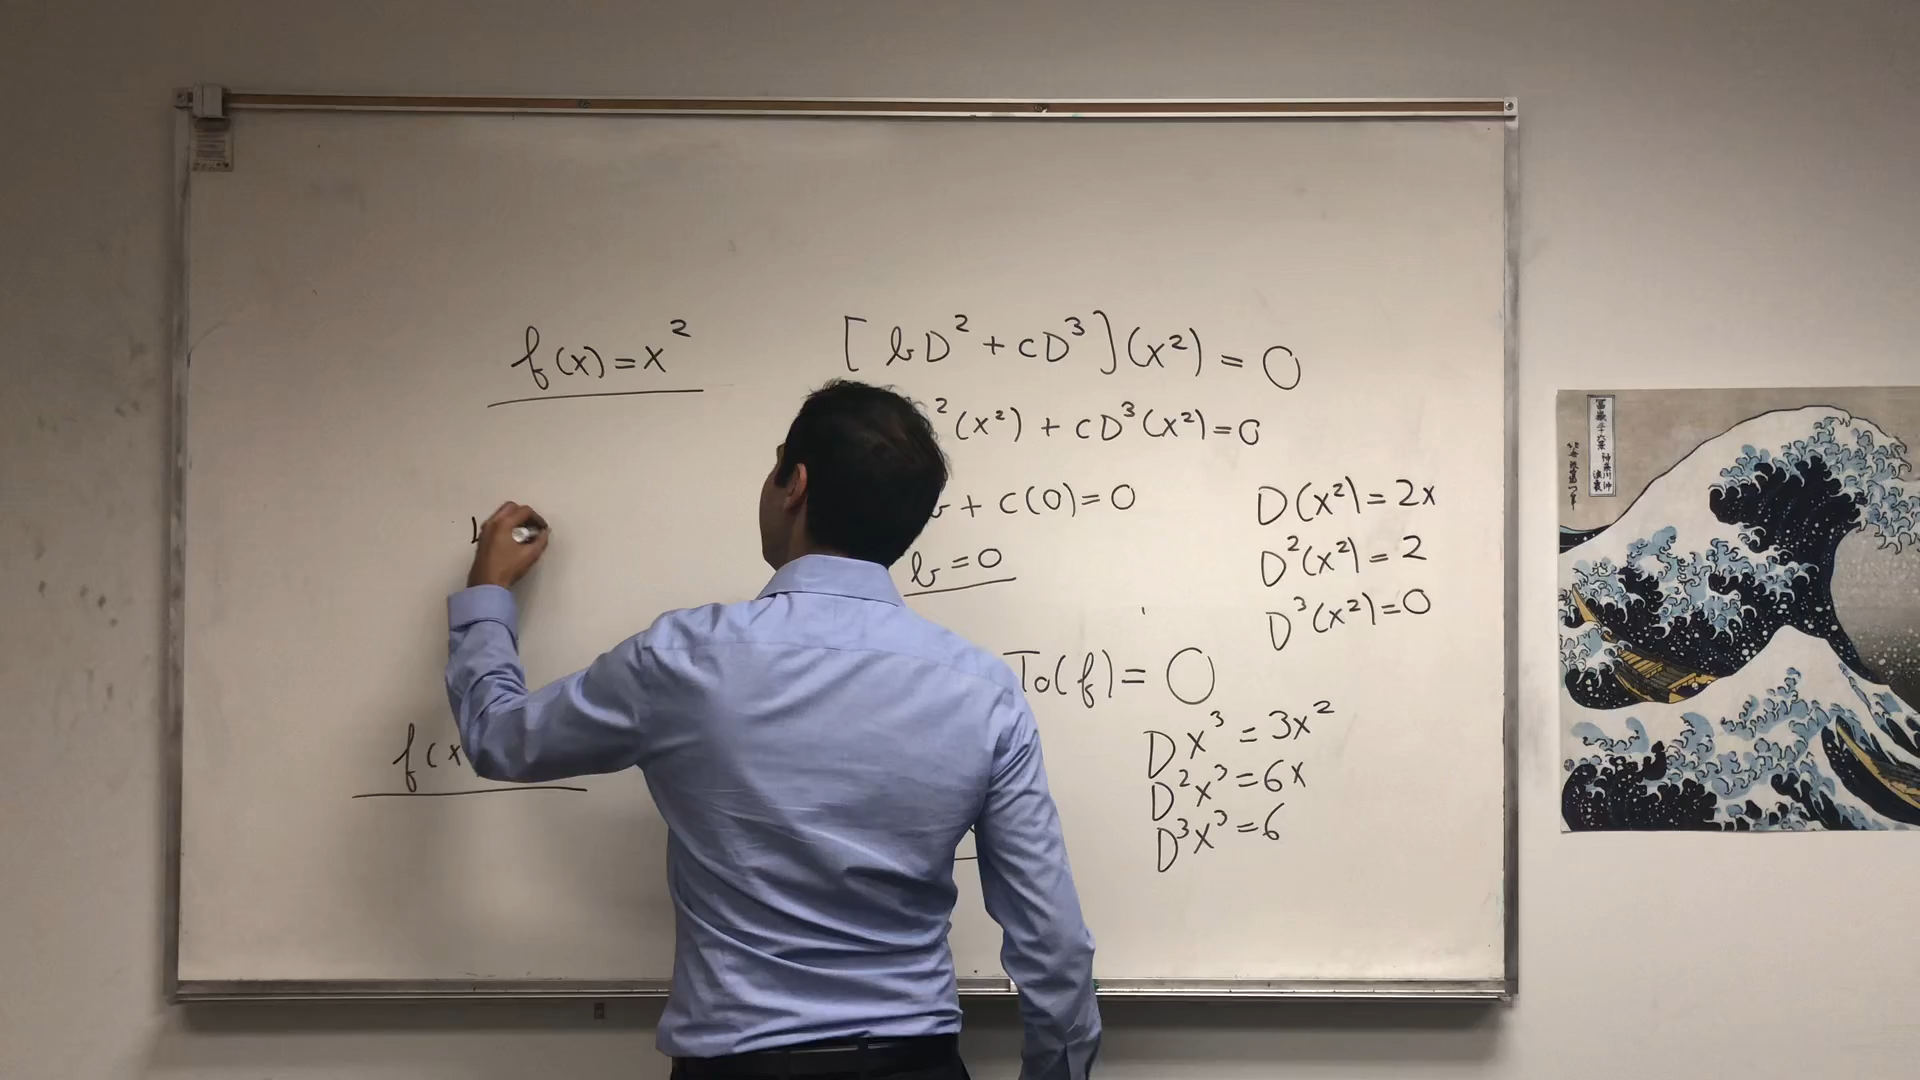 f(x)=x²
[bD²+cD³](x²)=0
²(x²)+cD³(x²)=0
+c(0)=0
b=0
D(x²)=2x
D²(x²)=2
D³(x²)=0
To(f)=0
f(x
Dx³=3x²
D²x³=6x
D³x³=6